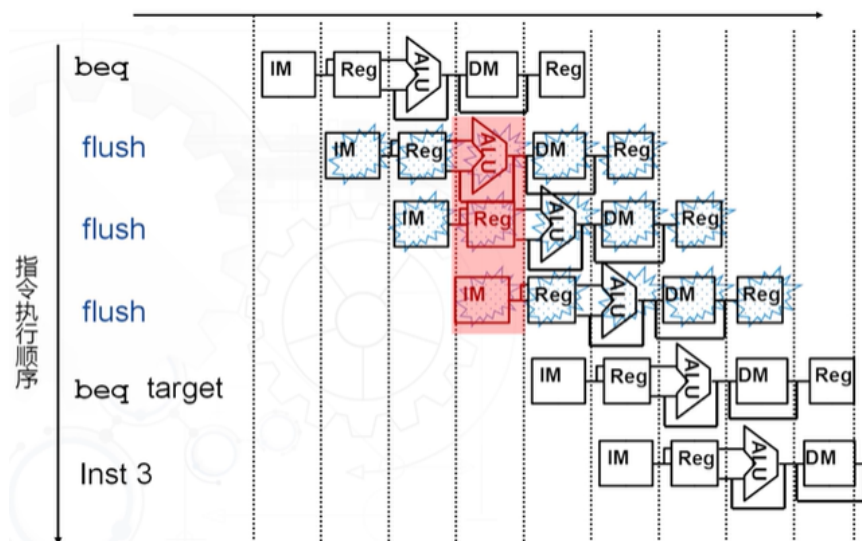 beq IM Reg ALU DM Reg
flush IM Reg ALU DM Reg
flush IM Reg ALU DM Reg
flush IM Reg ALU DM Reg
beq target IM Reg ALU DM Reg
Inst 3 IM Reg ALU DM
指令执行顺序